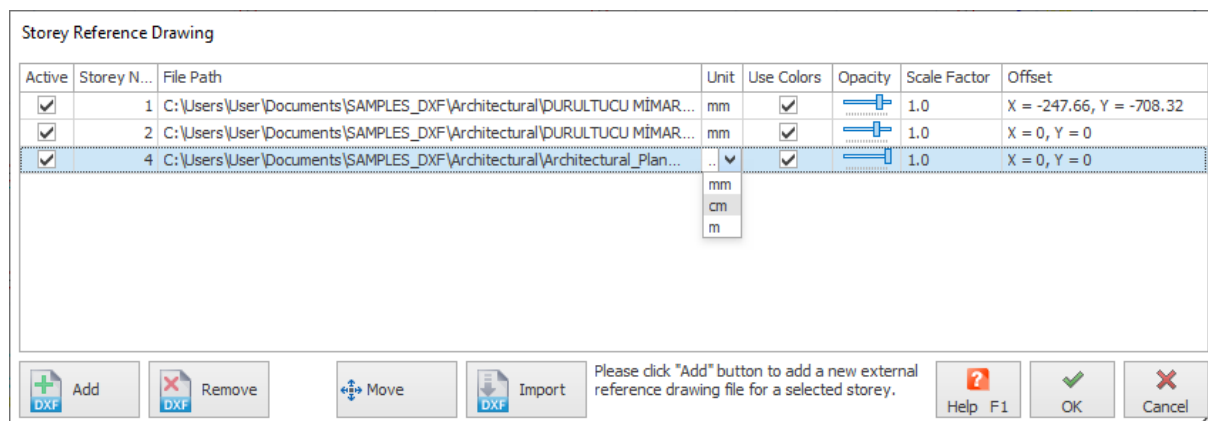 Storey Reference Drawing
Active Storey N... File Path Unit Use Colors Opacity Scale Factor Offset
1 C:\Users\User\Documents\SAMPLES_DXF\Architectural\DURULTUCU MİMAR... mm 1.0 X = -247.66, Y = -708.32
2 C:\Users\User\Documents\SAMPLES_DXF\Architectural\DURULTUCU MİMAR... mm 1.0 X = 0, Y = 0
4 C:\Users\User\Documents\SAMPLES_DXF\Architectural\Architectural_Plan... .. 1.0 X = 0, Y = 0
mm
cm
m
DXF Add
DXF Remove
Move
DXF Import
Please click "Add" button to add a new external
reference drawing file for a selected storey.
? Help F1
OK
Cancel